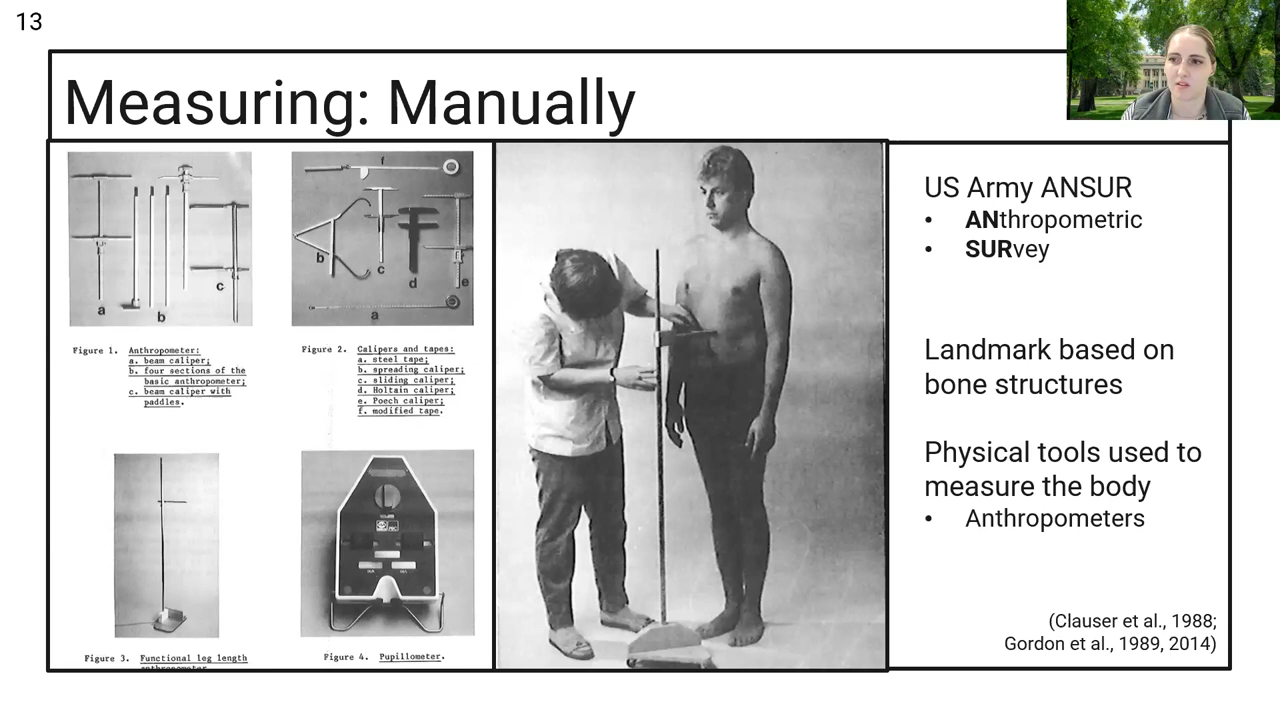 13
Measuring: Manually
a
b
c
f
b
c
d
e
a
Figure 1. Anthropometer:
a. beam caliper;
b. four sections of the
basic anthropometer;
c. beam caliper with
paddles.
Figure 2. Calipers and tapes:
a. steel tape;
b. spreading caliper;
c. sliding caliper;
d. Holtain caliper;
e. Poech caliper;
f. modified tape.
Figure 3. Functional leg length
anthropometer
Figure 4. Pupillometer.
US Army ANSUR
• ANthropometric
• SURvey
Landmark based on
bone structures
Physical tools used to
measure the body
• Anthropometers
(Clauser et al., 1988;
Gordon et al., 1989, 2014)